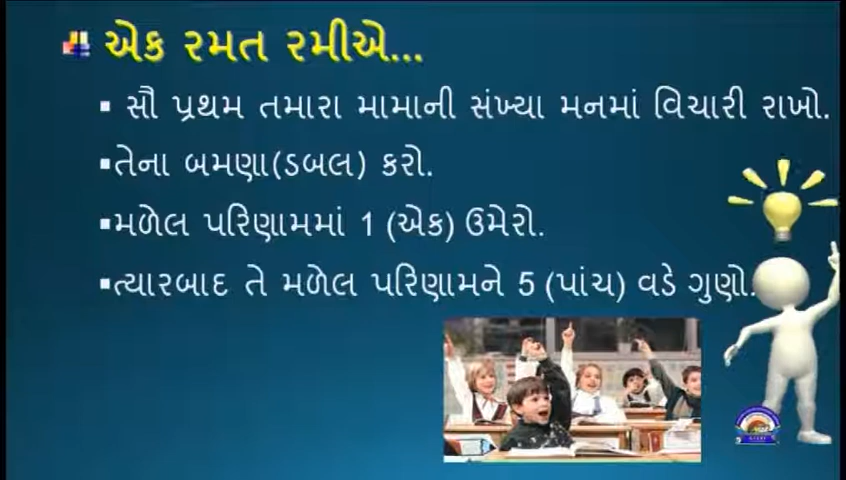 એક રમત રમીએ...
સૌ પ્રથમ તમારા મામાની સંખ્યા મનમાં વિચારી રાખો.
તેના બમણા(ડબલ) કરો.
મળેલ પરિણામમાં 1 (એક) ઉમેરો.
ત્યારબાદ તે મળેલ પરિણામને 5 (પાંચ) વડે ગુણો.